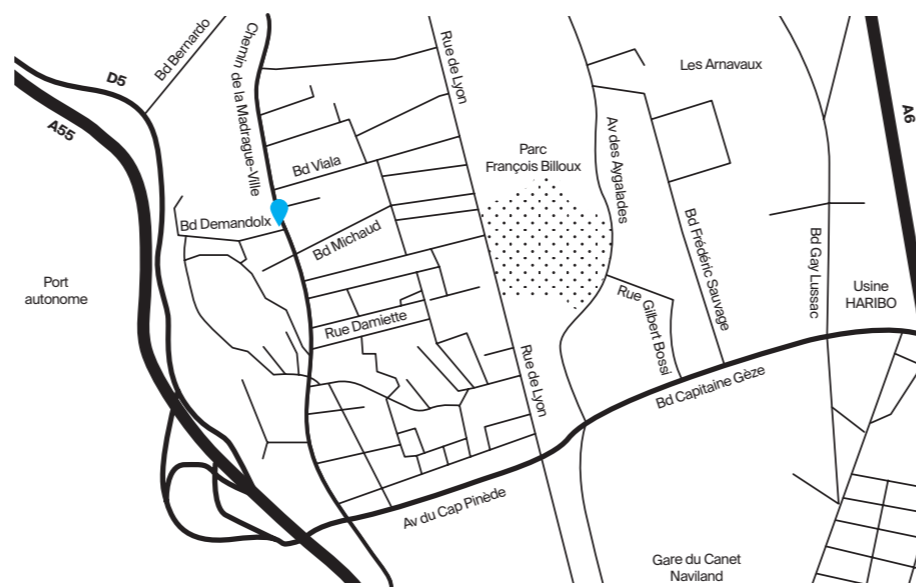 D5
Bd Bernardo
Chemin de la Madrague-Ville
Rue de Lyon
Les Arnavaux
A6
A55
Parc
François Billoux
Av des Aygalades
Bd Viala
Bd Demandolx
Bd Michaud
Bd Frédéric Sauvage
Bd Gay Lussac
Port
autonome
Usine
HARIBO
Rue Gilbert Bossi
Rue Damiette
Rue de Lyon
Bd Capitaine Gèze
Av du Cap Pinède
Gare du Canet
Naviland